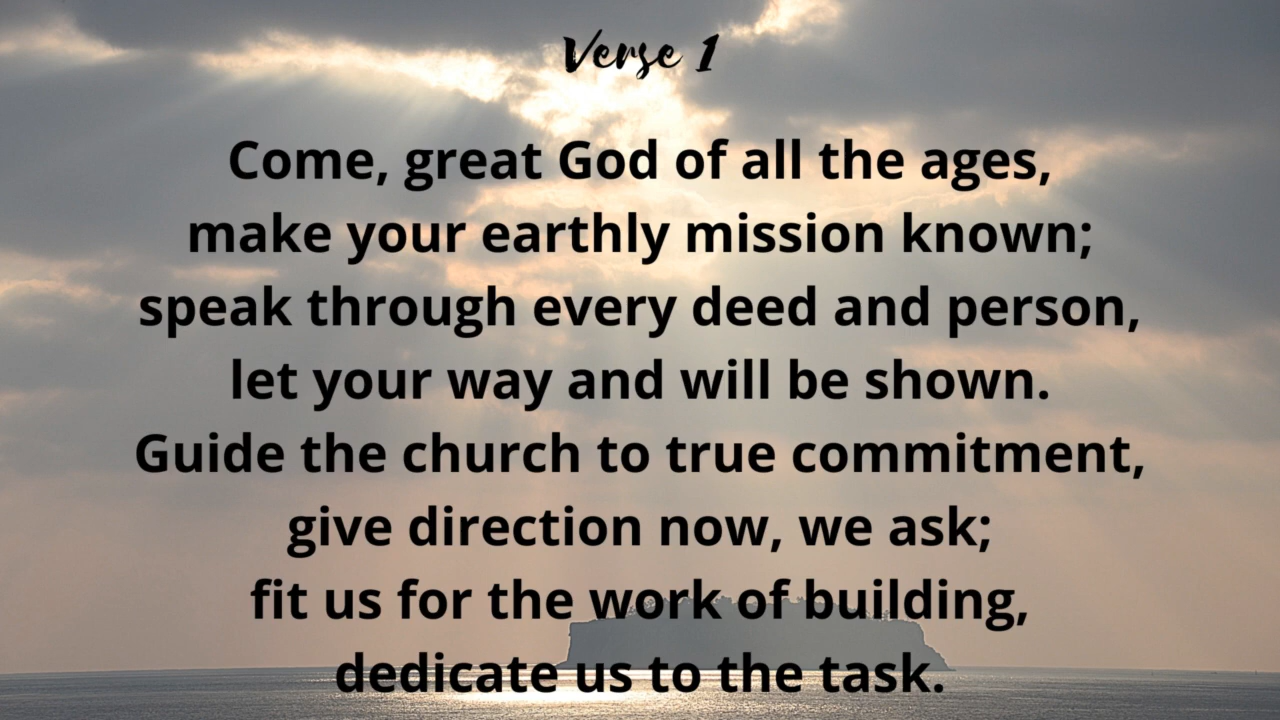 Verse 1
Come, great God of all the ages,
make your earthly mission known;
speak through every deed and person,
let your way and will be shown.
Guide the church to true commitment,
give direction now, we ask;
fit us for the work of building,
dedicate us to the task.